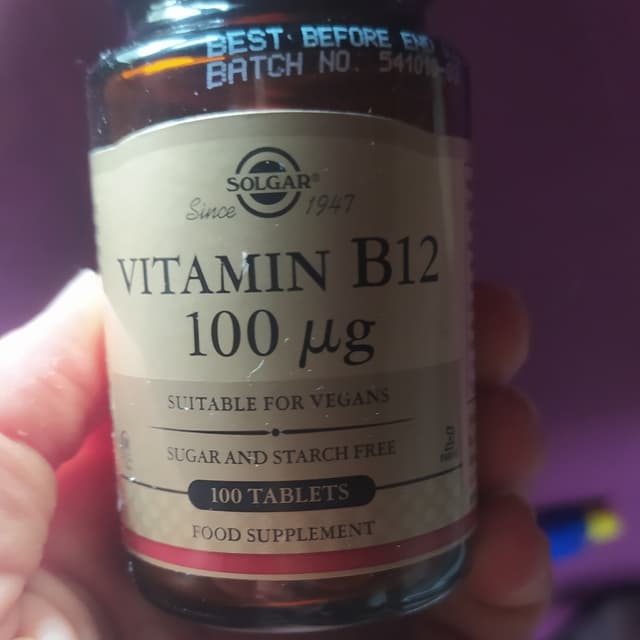 BEST BEFORE END
BATCH NO.
SOLGAR®
Since 1947
VITAMIN B12
100 µg
SUITABLE FOR VEGANS
SUGAR AND STARCH FREE
100 TABLETS
FOOD SUPPLEMENT